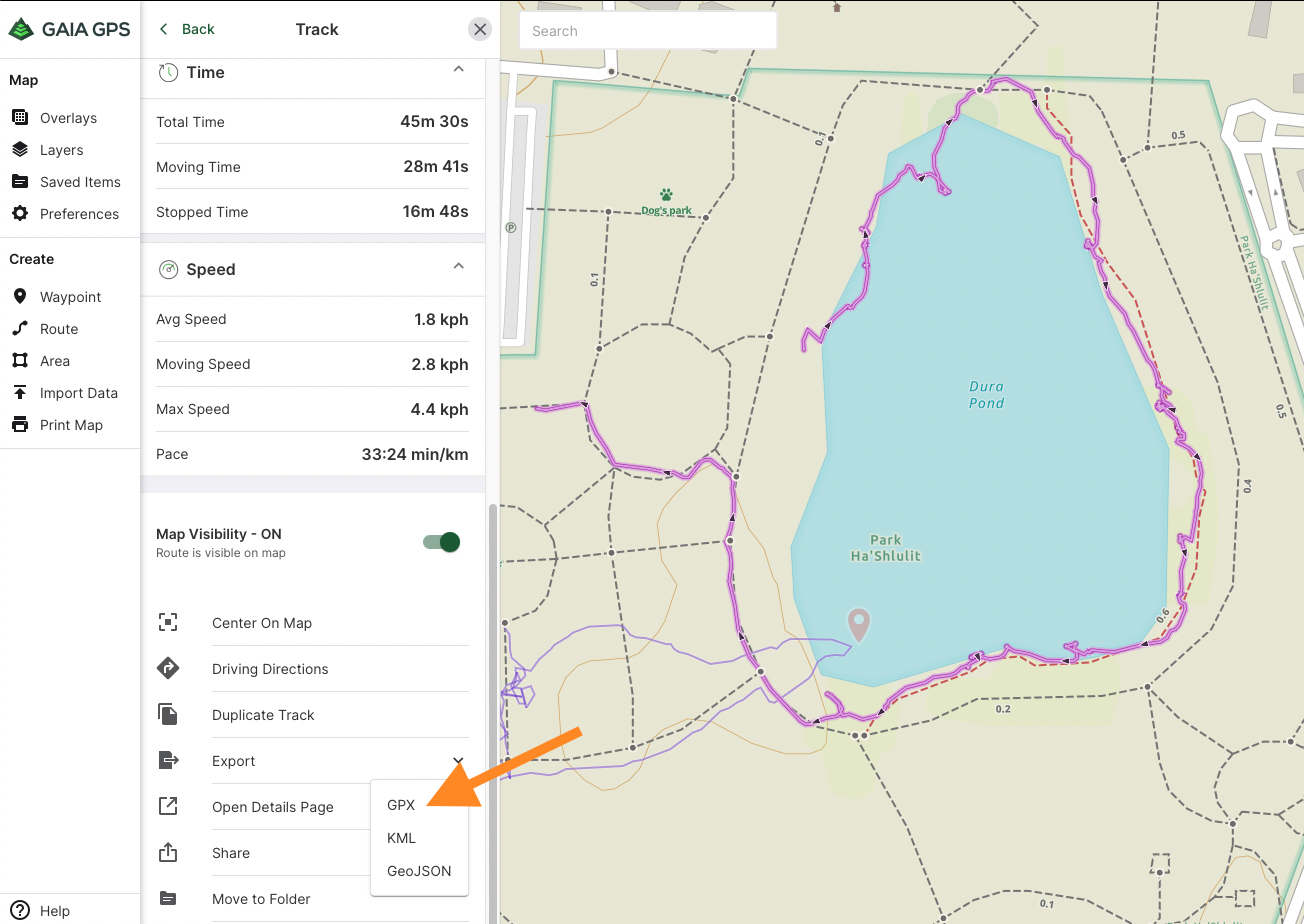 GAIA GPS
Map
Overlays
Layers
Saved Items
Preferences
Create
Waypoint
Route
Area
Import Data
Print Map
Help
Back
Track
Time
Total Time 45m 30s
Moving Time 28m 41s
Stopped Time 16m 48s
Speed
Avg Speed 1.8 kph
Moving Speed 2.8 kph
Max Speed 4.4 kph
Pace 33:24 min/km
Map Visibility - ON
Route is visible on map
Center On Map
Driving Directions
Duplicate Track
Export
GPX
KML
GeoJSON
Open Details Page
Share
Move to Folder
Search
0.5
Dog's park
P
Park Ha'Shlulit
0.1
Dura
Pond
0.5
0.4
Park
Ha'Shlulit
0.6
0.2
0.1